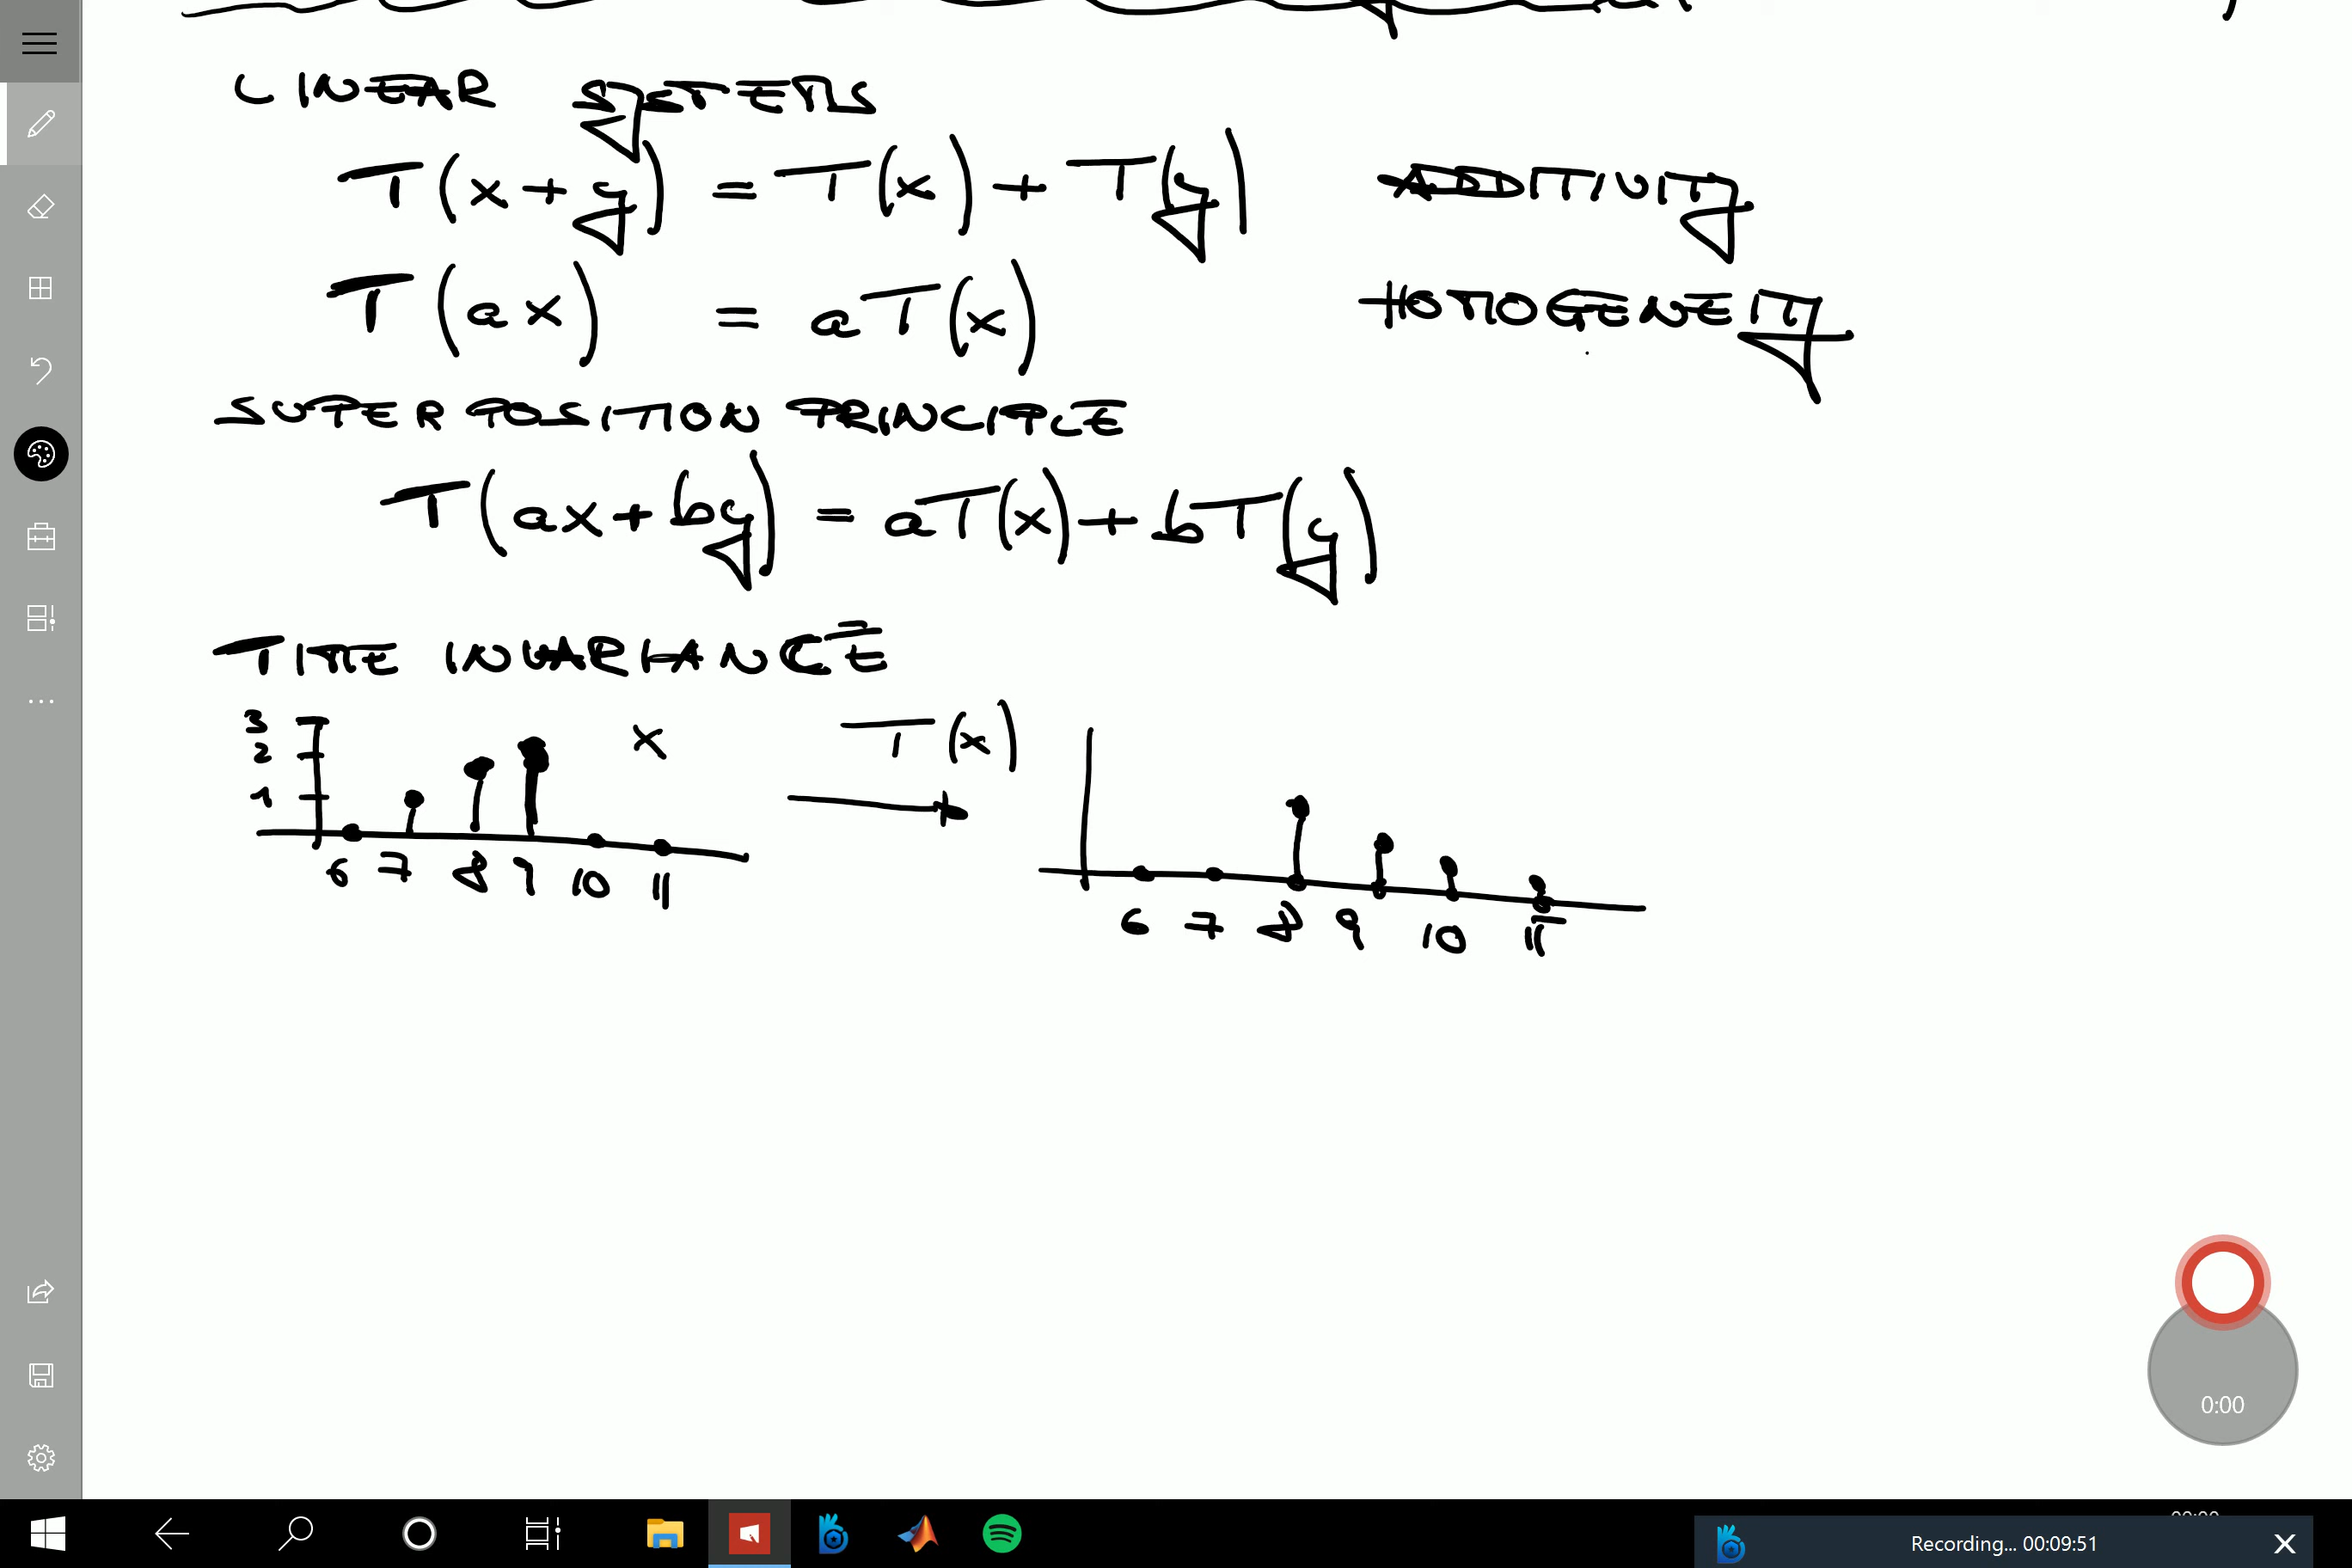 LINEAR SYSTEMS
T(x+y) = T(x) + T(y) ADDITIVITY
T(ax) = aT(x) HOMOGENEITY
SUPERPOSITION PRINCIPLE
T(ax+by) = aT(x)+bT(y)
TIME INVARIANCE
3
2
1
x
T(x)
6 7 8 9 10 11
6 7 8 9 10 11
0:00
Recording... 00:09:51